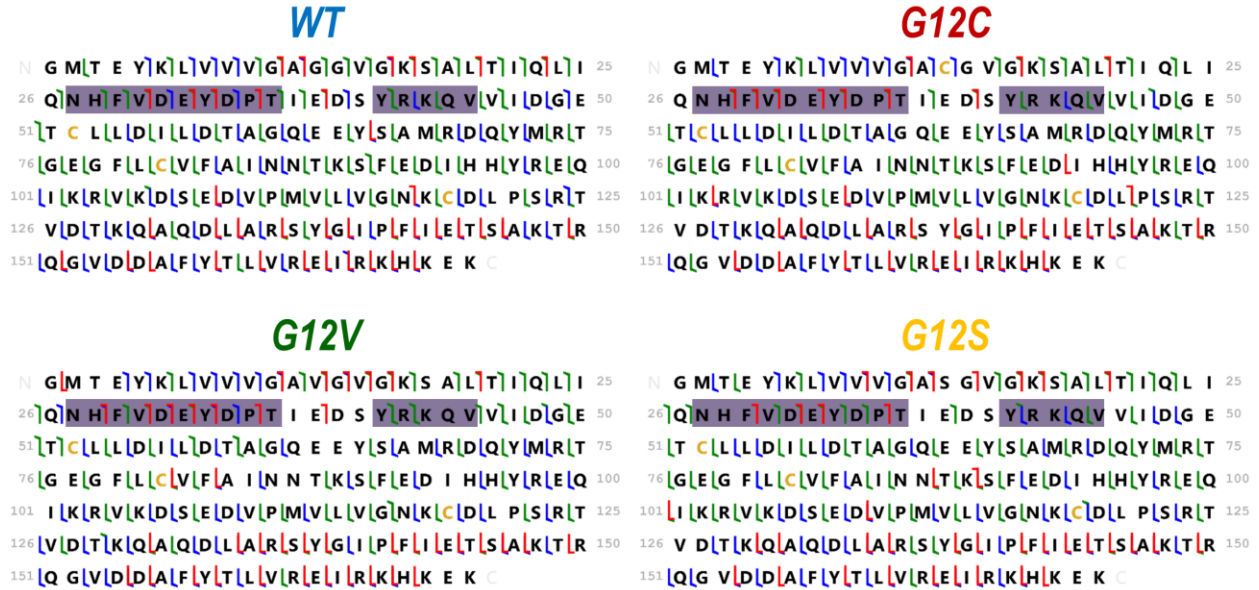 WT
N G M T E Y K L V V V G A G G V G K S A L T I Q L I 25
26 Q N H F V D E Y D P T I E D S Y R K Q V V I D G E 50
51 T C L L D I L D T A G Q E E Y S A M R D Q Y M R T 75
76 G E G F L C V F A I N N T K S F E D I H H Y R E Q 100
101 I K R V K D S E D V P M V L V G N K C D L P S R T 125
126 V D T K Q A Q D L A R S Y G I P F I E T S A K T R 150
151 Q G V D D A F Y T L V R E I R K H K E K C
G12C
N G M T E Y K L V V V G A C G V G K S A L T I Q L I 25
26 Q N H F V D E Y D P T I E D S Y R K Q V V I D G E 50
51 T C L L D I L D T A G Q E E Y S A M R D Q Y M R T 75
76 G E G F L C V F A I N N T K S F E D I H H Y R E Q 100
101 I K R V K D S E D V P M V L V G N K C D L P S R T 125
126 V D T K Q A Q D L A R S Y G I P F I E T S A K T R 150
151 Q G V D D A F Y T L V R E I R K H K E K C
G12V
N G M T E Y K L V V V G A V G V G K S A L T I Q L I 25
26 Q N H F V D E Y D P T I E D S Y R K Q V V I D G E 50
51 T C L L D I L D T A G Q E E Y S A M R D Q Y M R T 75
76 G E G F L C V F A I N N T K S F E D I H H Y R E Q 100
101 I K R V K D S E D V P M V L V G N K C D L P S R T 125
126 V D T K Q A Q D L A R S Y G I P F I E T S A K T R 150
151 Q G V D D A F Y T L V R E I R K H K E K C
G12S
N G M T E Y K L V V V G A S G V G K S A L T I Q L I 25
26 Q N H F V D E Y D P T I E D S Y R K Q V V I D G E 50
51 T C L L D I L D T A G Q E E Y S A M R D Q Y M R T 75
76 G E G F L C V F A I N N T K S F E D I H H Y R E Q 100
101 I K R V K D S E D V P M V L V G N K C D L P S R T 125
126 V D T K Q A Q D L A R S Y G I P F I E T S A K T R 150
151 Q G V D D A F Y T L V R E I R K H K E K C